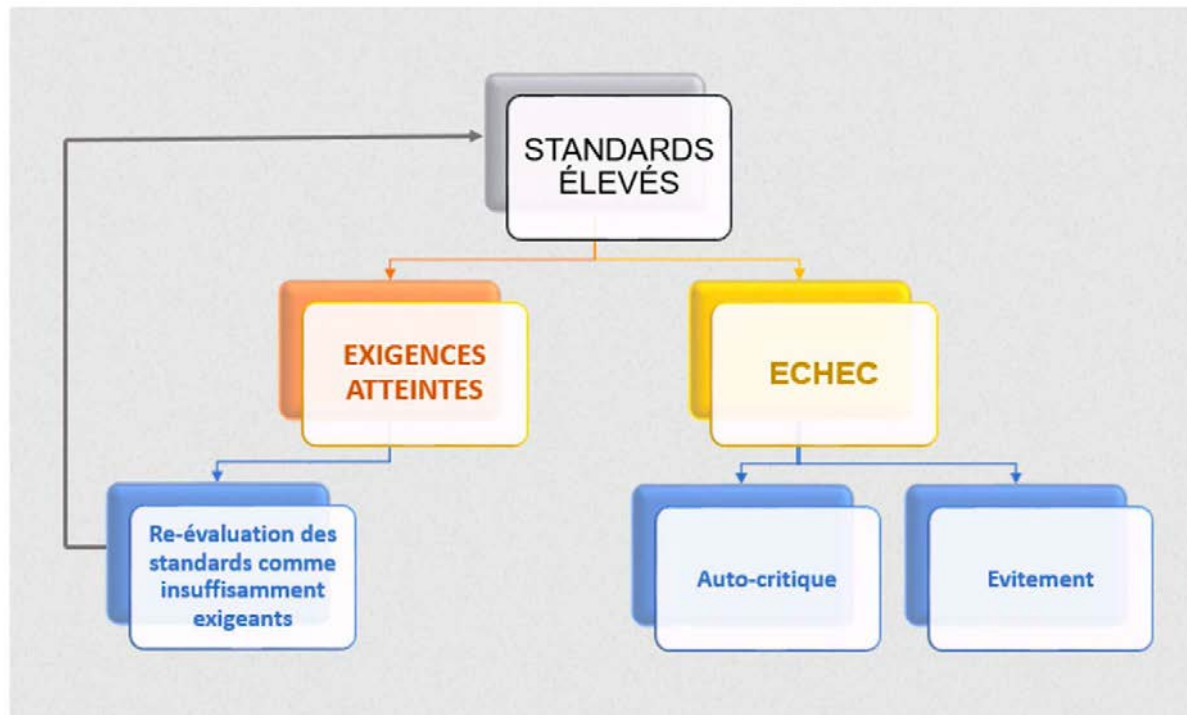 STANDARDS
ÉLEVÉS
EXIGENCES
ATTEINTES
ECHEC
Re-évaluation des
standards comme
insuffisamment
exigeants
Auto-critique
Evitement